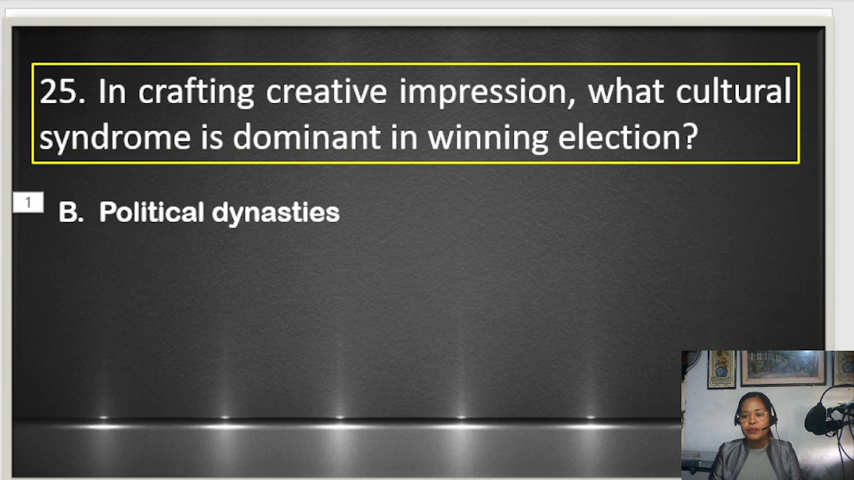 25. In crafting creative impression, what cultural
syndrome is dominant in winning election?
1
B. Political dynasties